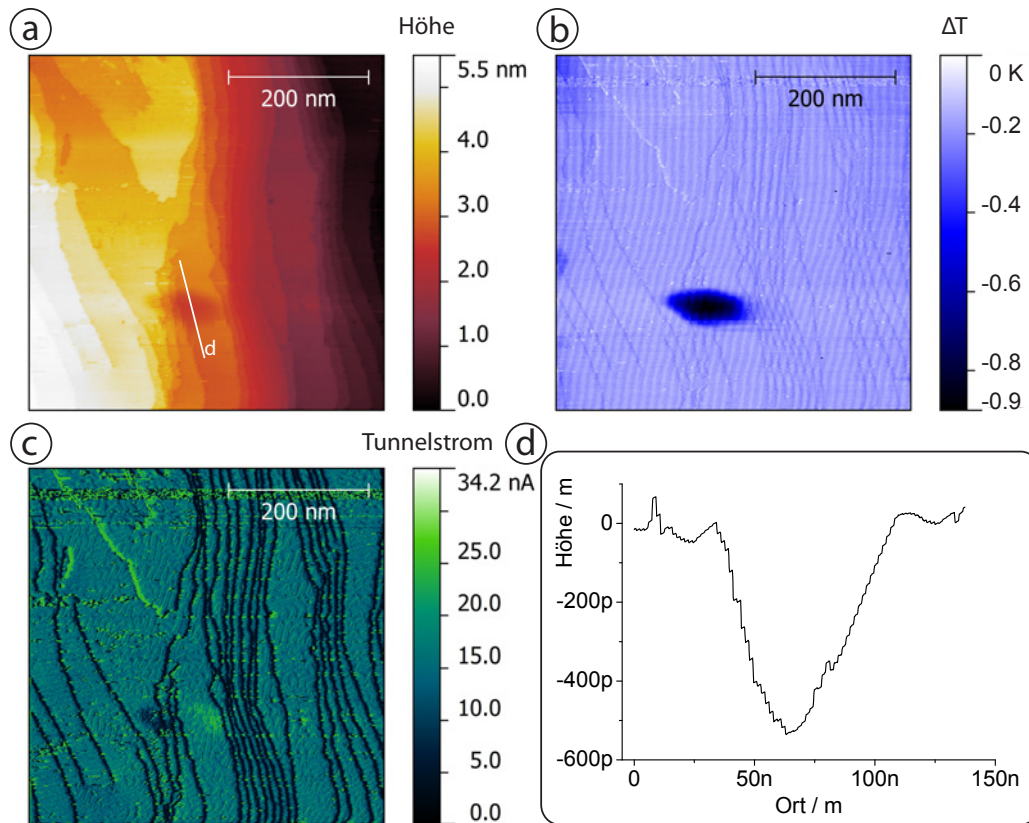 a
Höhe
200 nm
5.5 nm
4.0
3.0
2.0
1.0
0.0
d
b
ΔT
200 nm
0 K
-0.2
-0.4
-0.6
-0.8
-0.9
c
Tunnelstrom
200 nm
34.2 nA
25.0
20.0
15.0
10.0
5.0
0.0
d
Höhe / m
0
-200p
-400p
-600p
0
50n
100n
150n
Ort / m